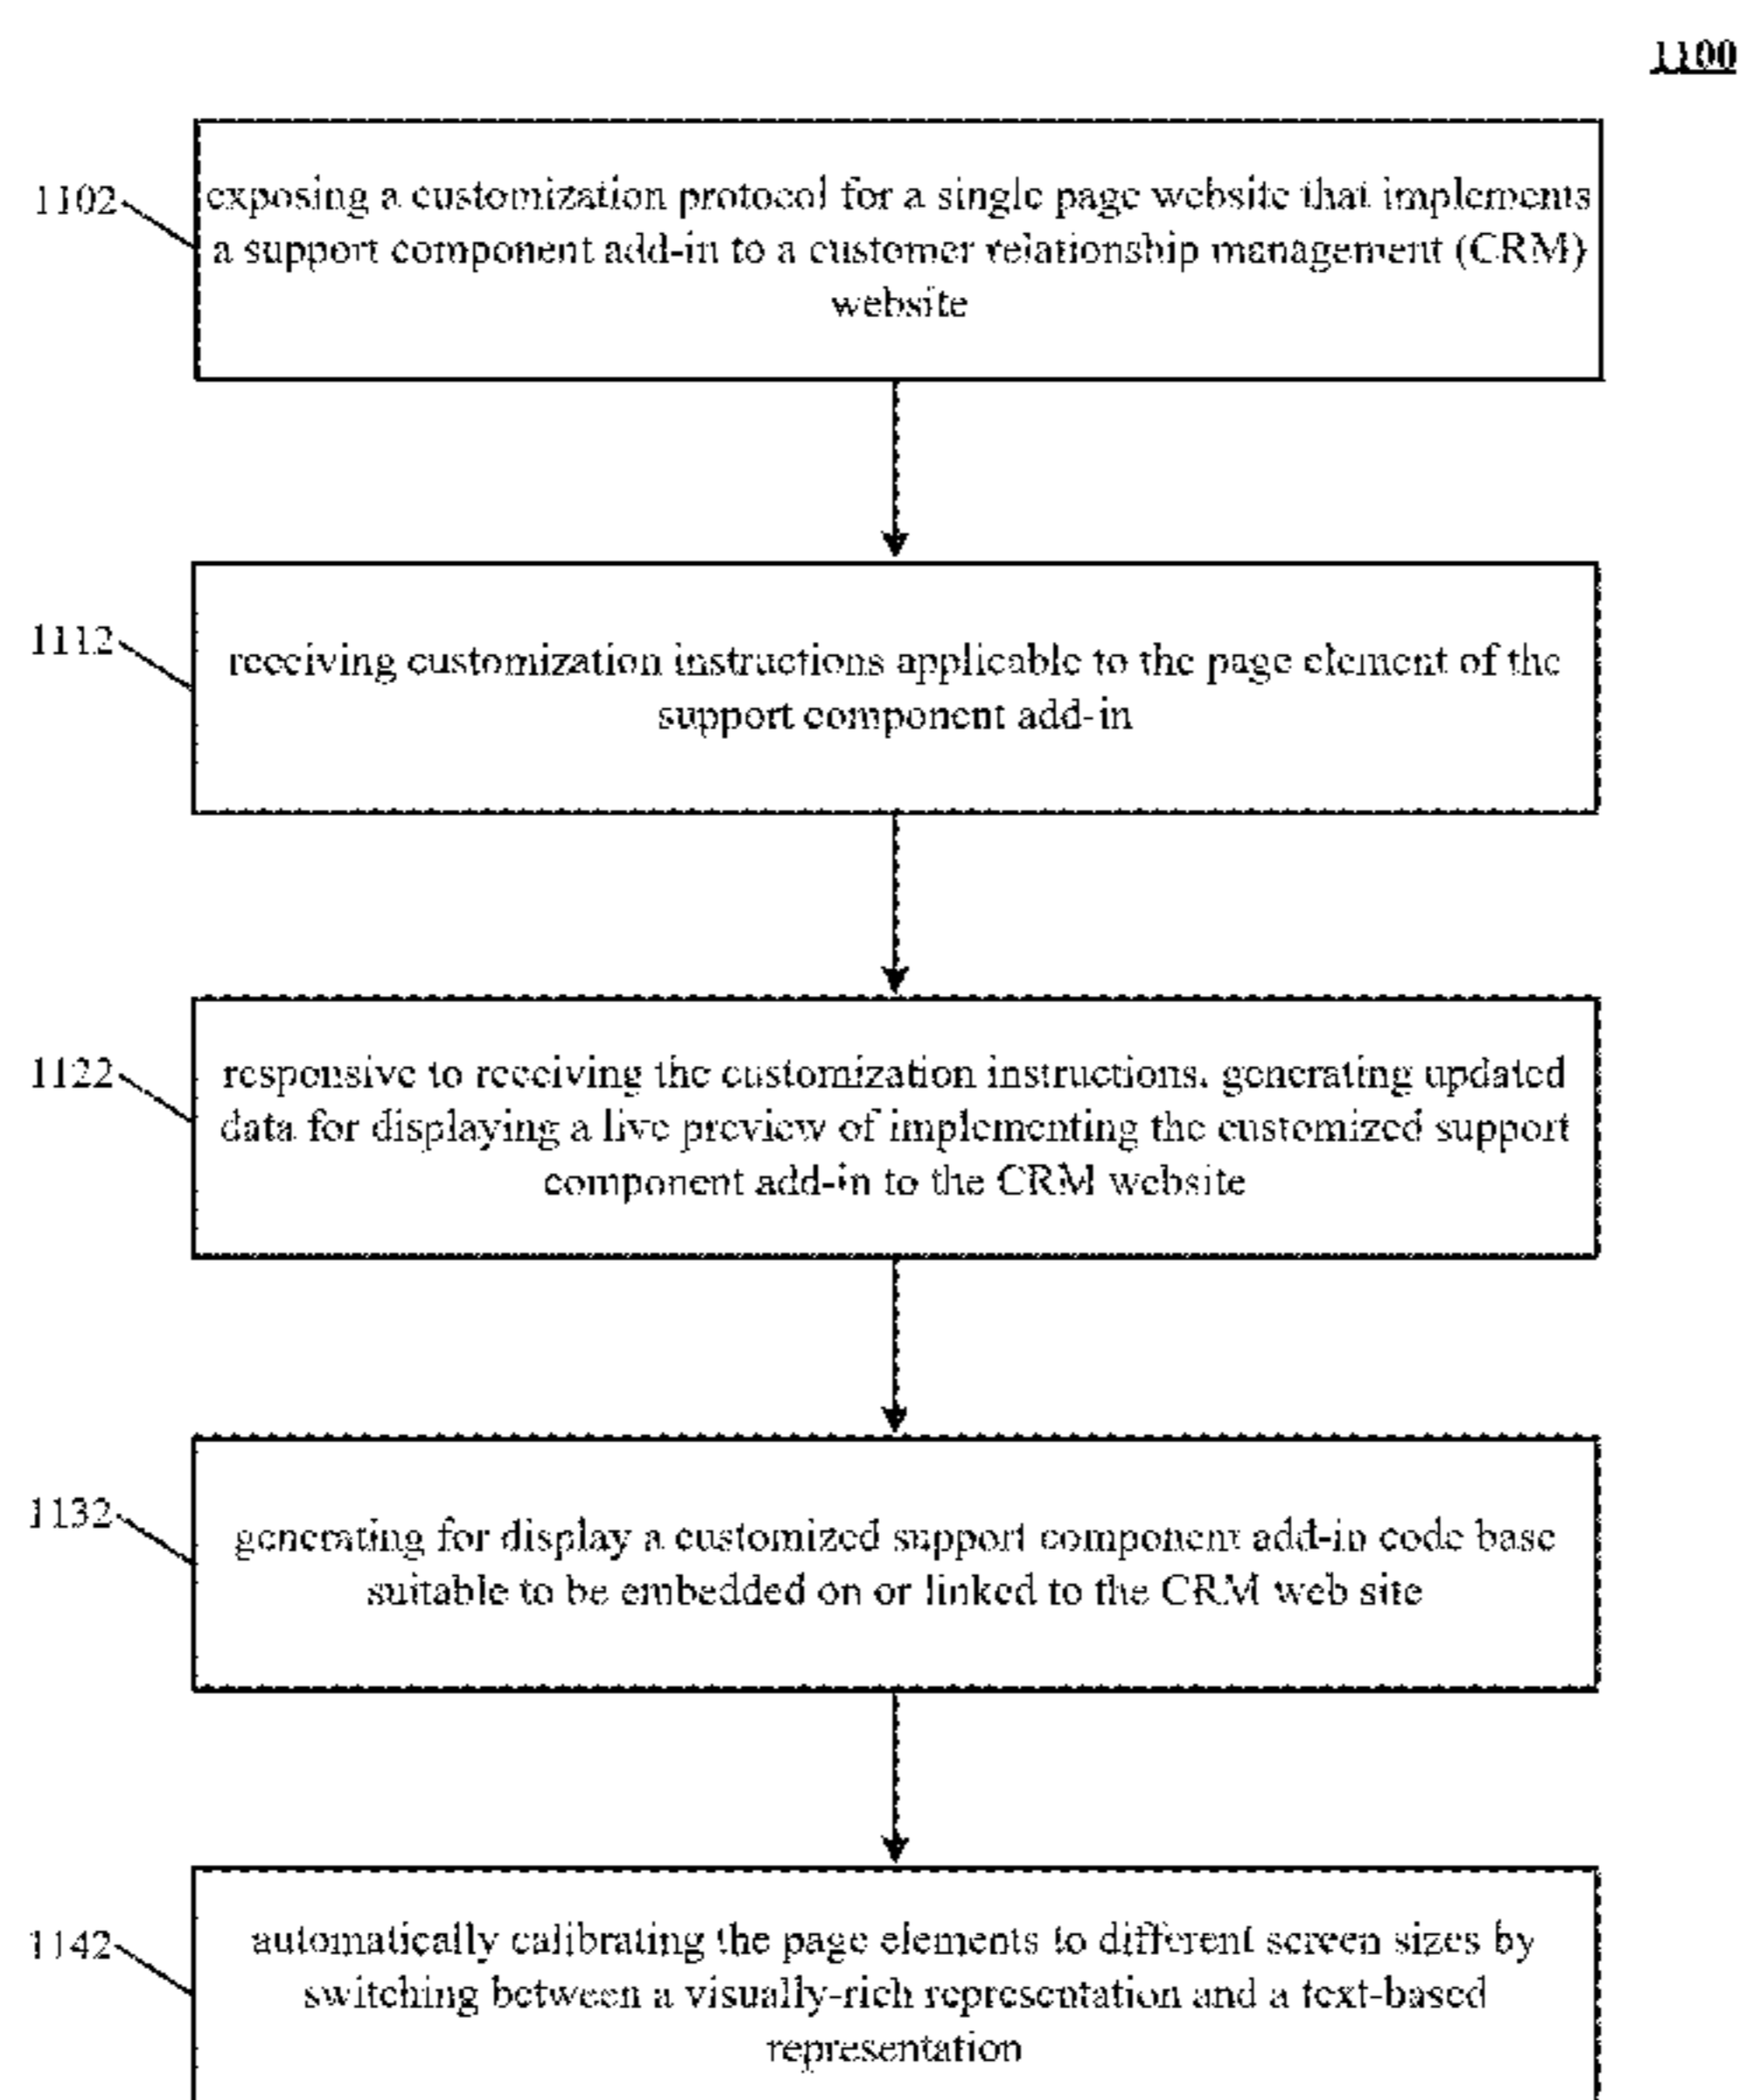 1100
1102
exposing a customization protocol for a single page website that implements
a support component add-in to a customer relationship management (CRM)
website
1112
receiving customization instructions applicable to the page element of the
support component add-in
1122
responsive to receiving the customization instructions, generating updated
data for displaying a live preview of implementing the customized support
component add-in to the CRM website
1132
generating for display a customized support component add-in code base
suitable to be embedded on or linked to the CRM web site
1142
automatically calibrating the page elements to different screen sizes by
switching between a visually-rich representation and a text-based
representation